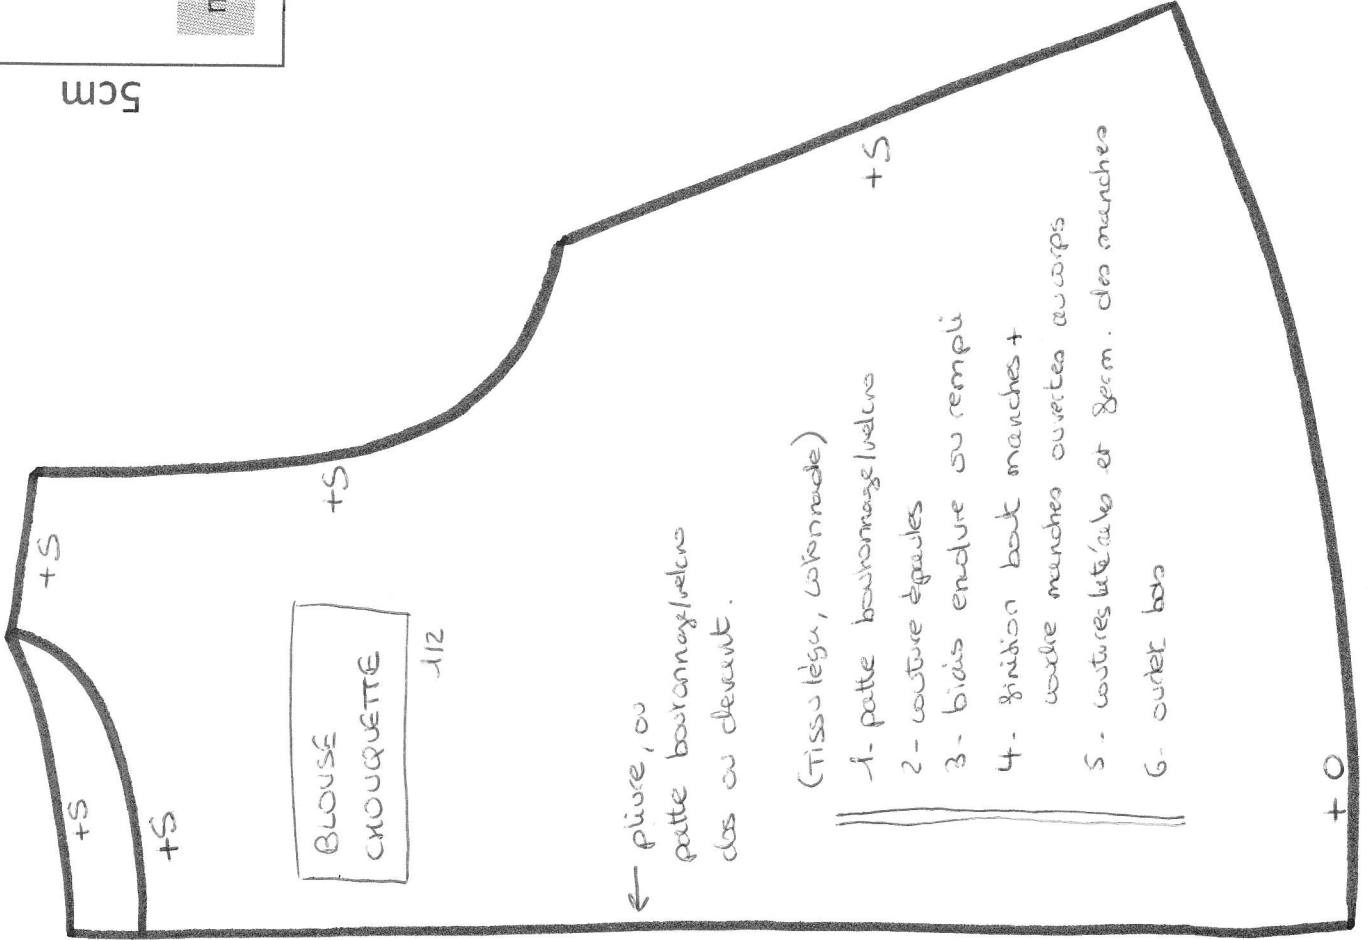 5cm
+S
+S
+S
+S
+S
BLOUSE
CHOUQUETTE
1/2
← pliure, ou
patte boutonnage/velcro
dos ou devant.
(Tissu léger, cotonnade)
1- patte boutonnage/velcro
2- couture épaules
3- biais encolure ou rempli
4- finition bout manches +
coudre manches ouvertes au corps
5- coutures latérales et germ. des manches
6- ourlet bas
+ O